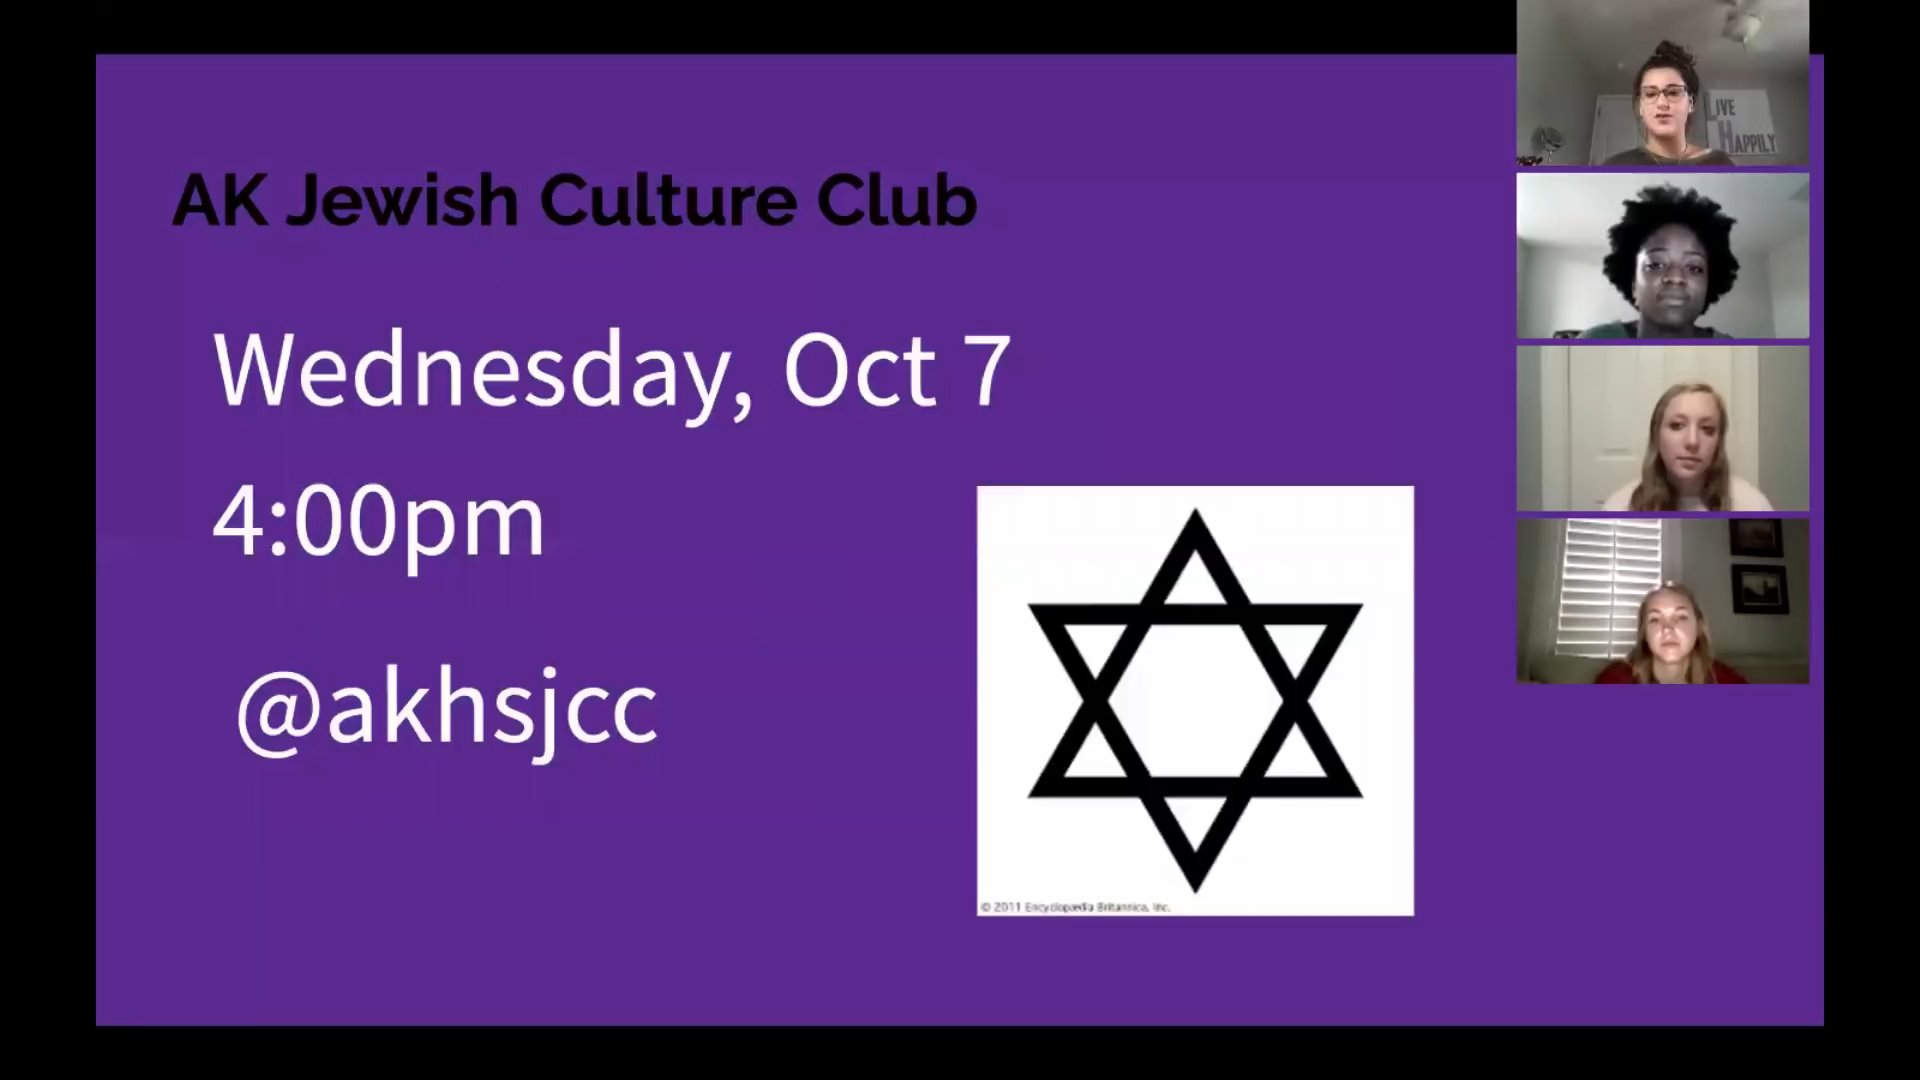 AK Jewish Culture Club
Wednesday, Oct 7
4:00pm
@akhsjcc
© 2011 Encyclopædia Britannica, Inc.
LIVE
HAPPILY